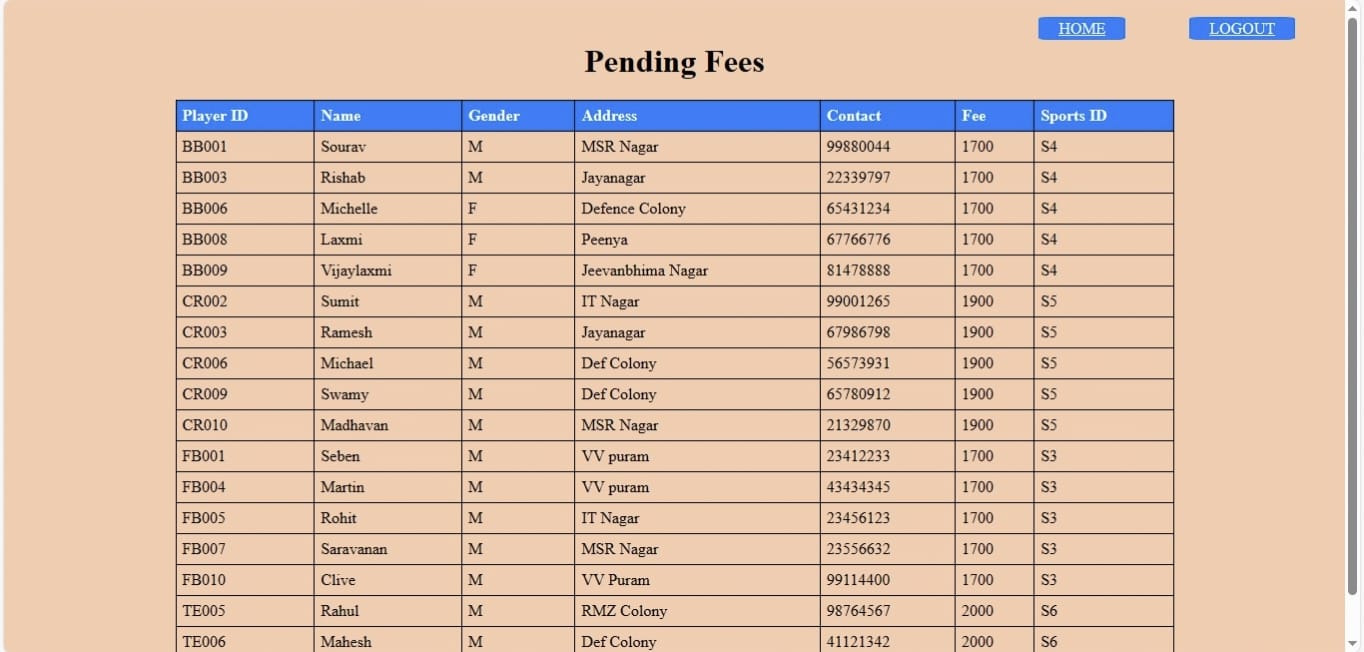 HOME LOGOUT
Pending Fees
Player ID Name Gender Address Contact Fee Sports ID
BB001 Sourav M MSR Nagar 99880044 1700 S4
BB003 Rishab M Jayanagar 22339797 1700 S4
BB006 Michelle F Defence Colony 65431234 1700 S4
BB008 Laxmi F Peenya 67766776 1700 S4
BB009 Vijaylaxmi F Jeevanbhima Nagar 81478888 1700 S4
CR002 Sumit M IT Nagar 99001265 1900 S5
CR003 Ramesh M Jayanagar 67986798 1900 S5
CR006 Michael M Def Colony 56573931 1900 S5
CR009 Swamy M Def Colony 65780912 1900 S5
CR010 Madhavan M MSR Nagar 21329870 1900 S5
FB001 Seben M VV puram 23412233 1700 S3
FB004 Martin M VV puram 43434345 1700 S3
FB005 Rohit M IT Nagar 23456123 1700 S3
FB007 Saravanan M MSR Nagar 23556632 1700 S3
FB010 Clive M VV Puram 99114400 1700 S3
TE005 Rahul M RMZ Colony 98764567 2000 S6
TE006 Mahesh M Def Colony 41121342 2000 S6